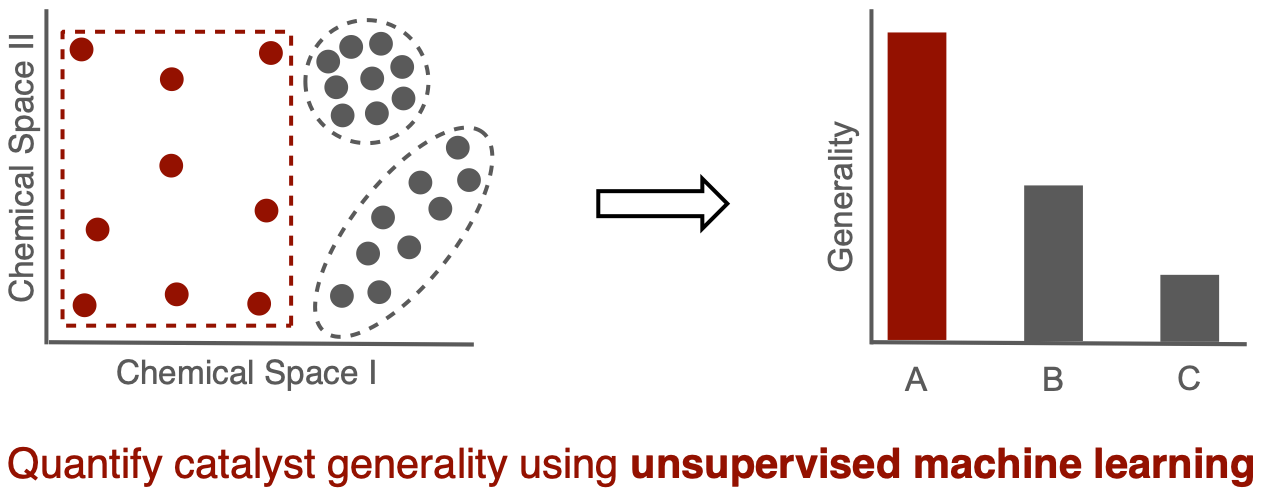 Chemical Space II
Chemical Space I
Generality
A
B
C
Quantify catalyst generality using unsupervised machine learning